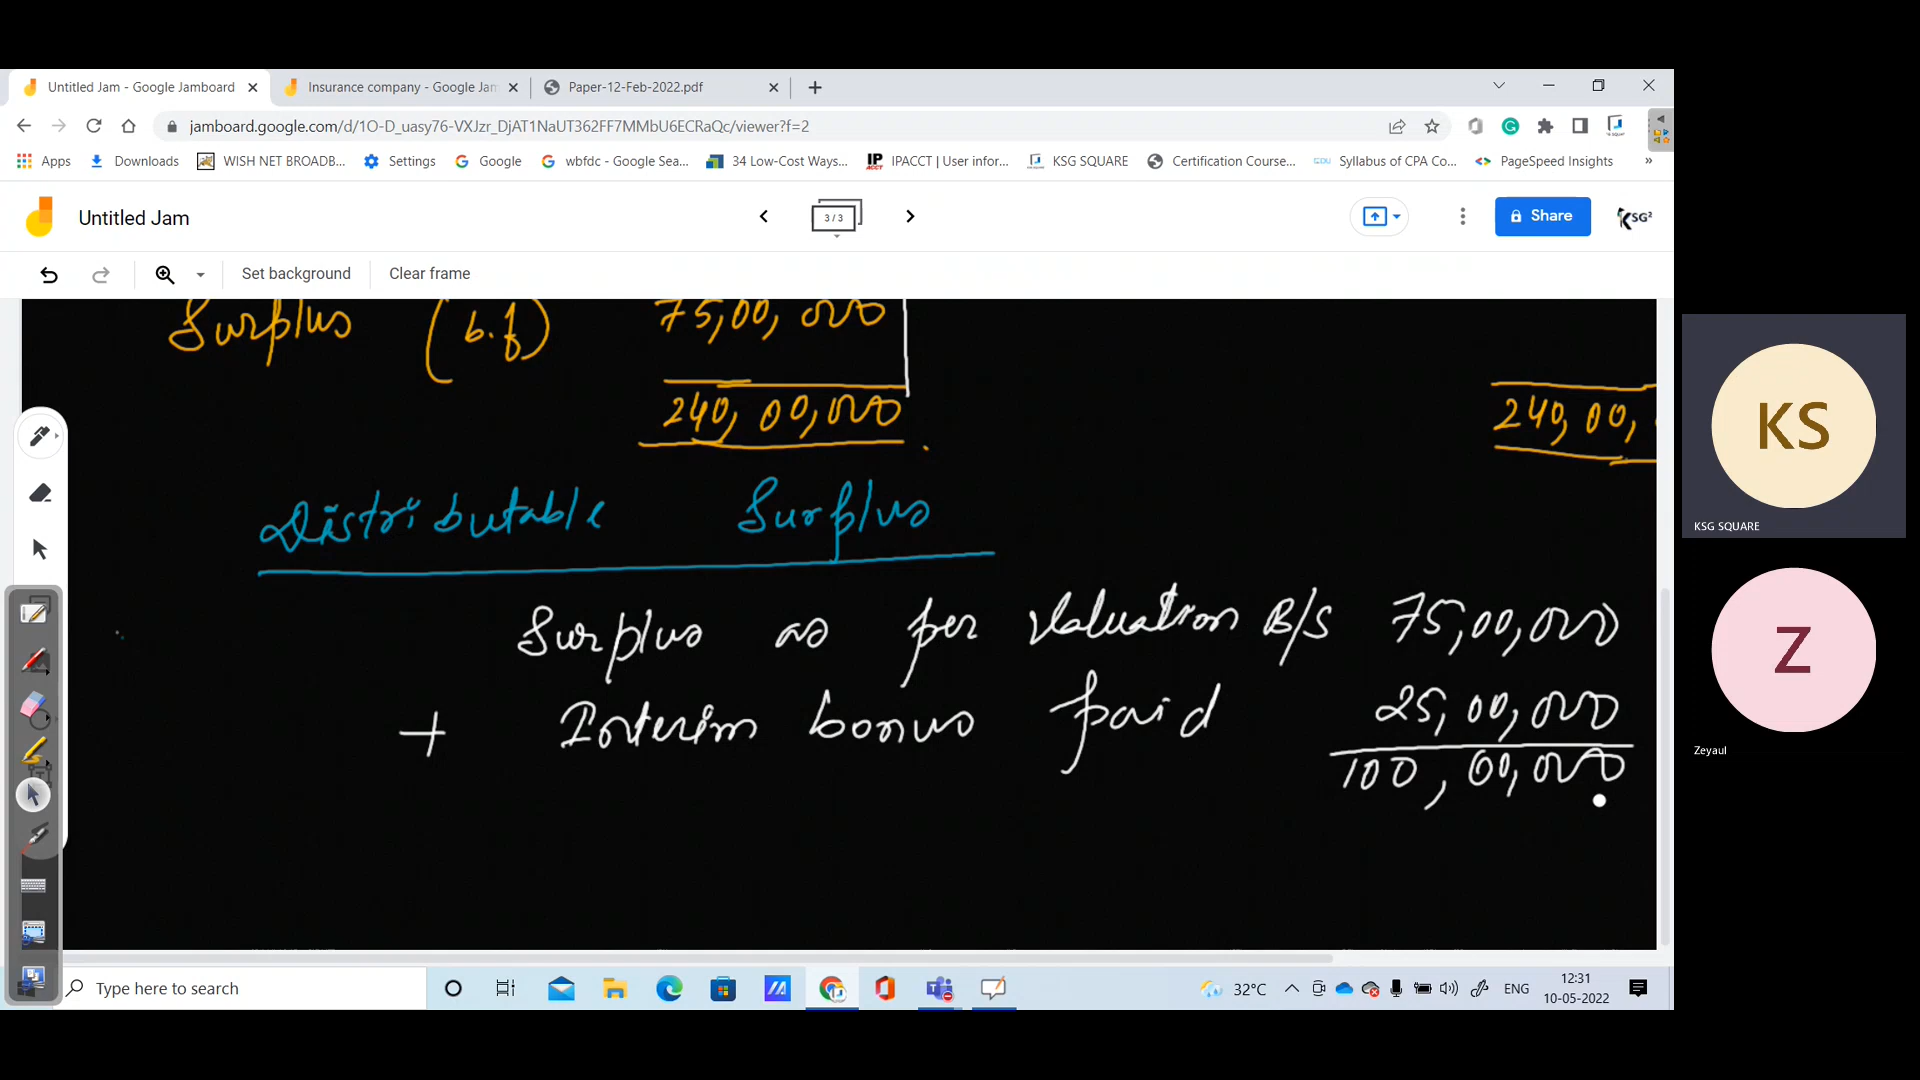 Untitled Jam - Google Jamboard
Insurance company - Google Jam
Paper-12-Feb-2022.pdf
jamboard.google.com/d/1O-D_uasy76-VXJzr_DjAT1NaUT362FF7MMbU6ECRaQc/viewer?f=2
Apps Downloads WISH NET BROADB... Settings Google wbfdc - Google Sea... 34 Low-Cost Ways... IPACCT | User infor... KSG SQUARE Certification Course... Syllabus of CPA Co... PageSpeed Insights »
Untitled Jam 3 / 3 Share KSG²
Set background Clear frame
Surplus (b.f) 75,00,000
240,00,000 240,00,
Distributable Surplus
Surplus as per Valuation B/S 75,00,000
+ Interim bonus paid 25,00,000
100,00,000
KS
KSG SQUARE
Z
Zeyaul
Type here to search 32°C ENG 12:31
10-05-2022